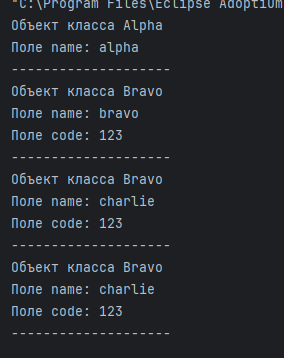 "C:\Program Files\Eclipse Adoptium
Объект класса Alpha
Поле name: alpha
--------------------
Объект класса Bravo
Поле name: bravo
Поле code: 123
--------------------
Объект класса Bravo
Поле name: charlie
Поле code: 123
--------------------
Объект класса Bravo
Поле name: charlie
Поле code: 123
--------------------